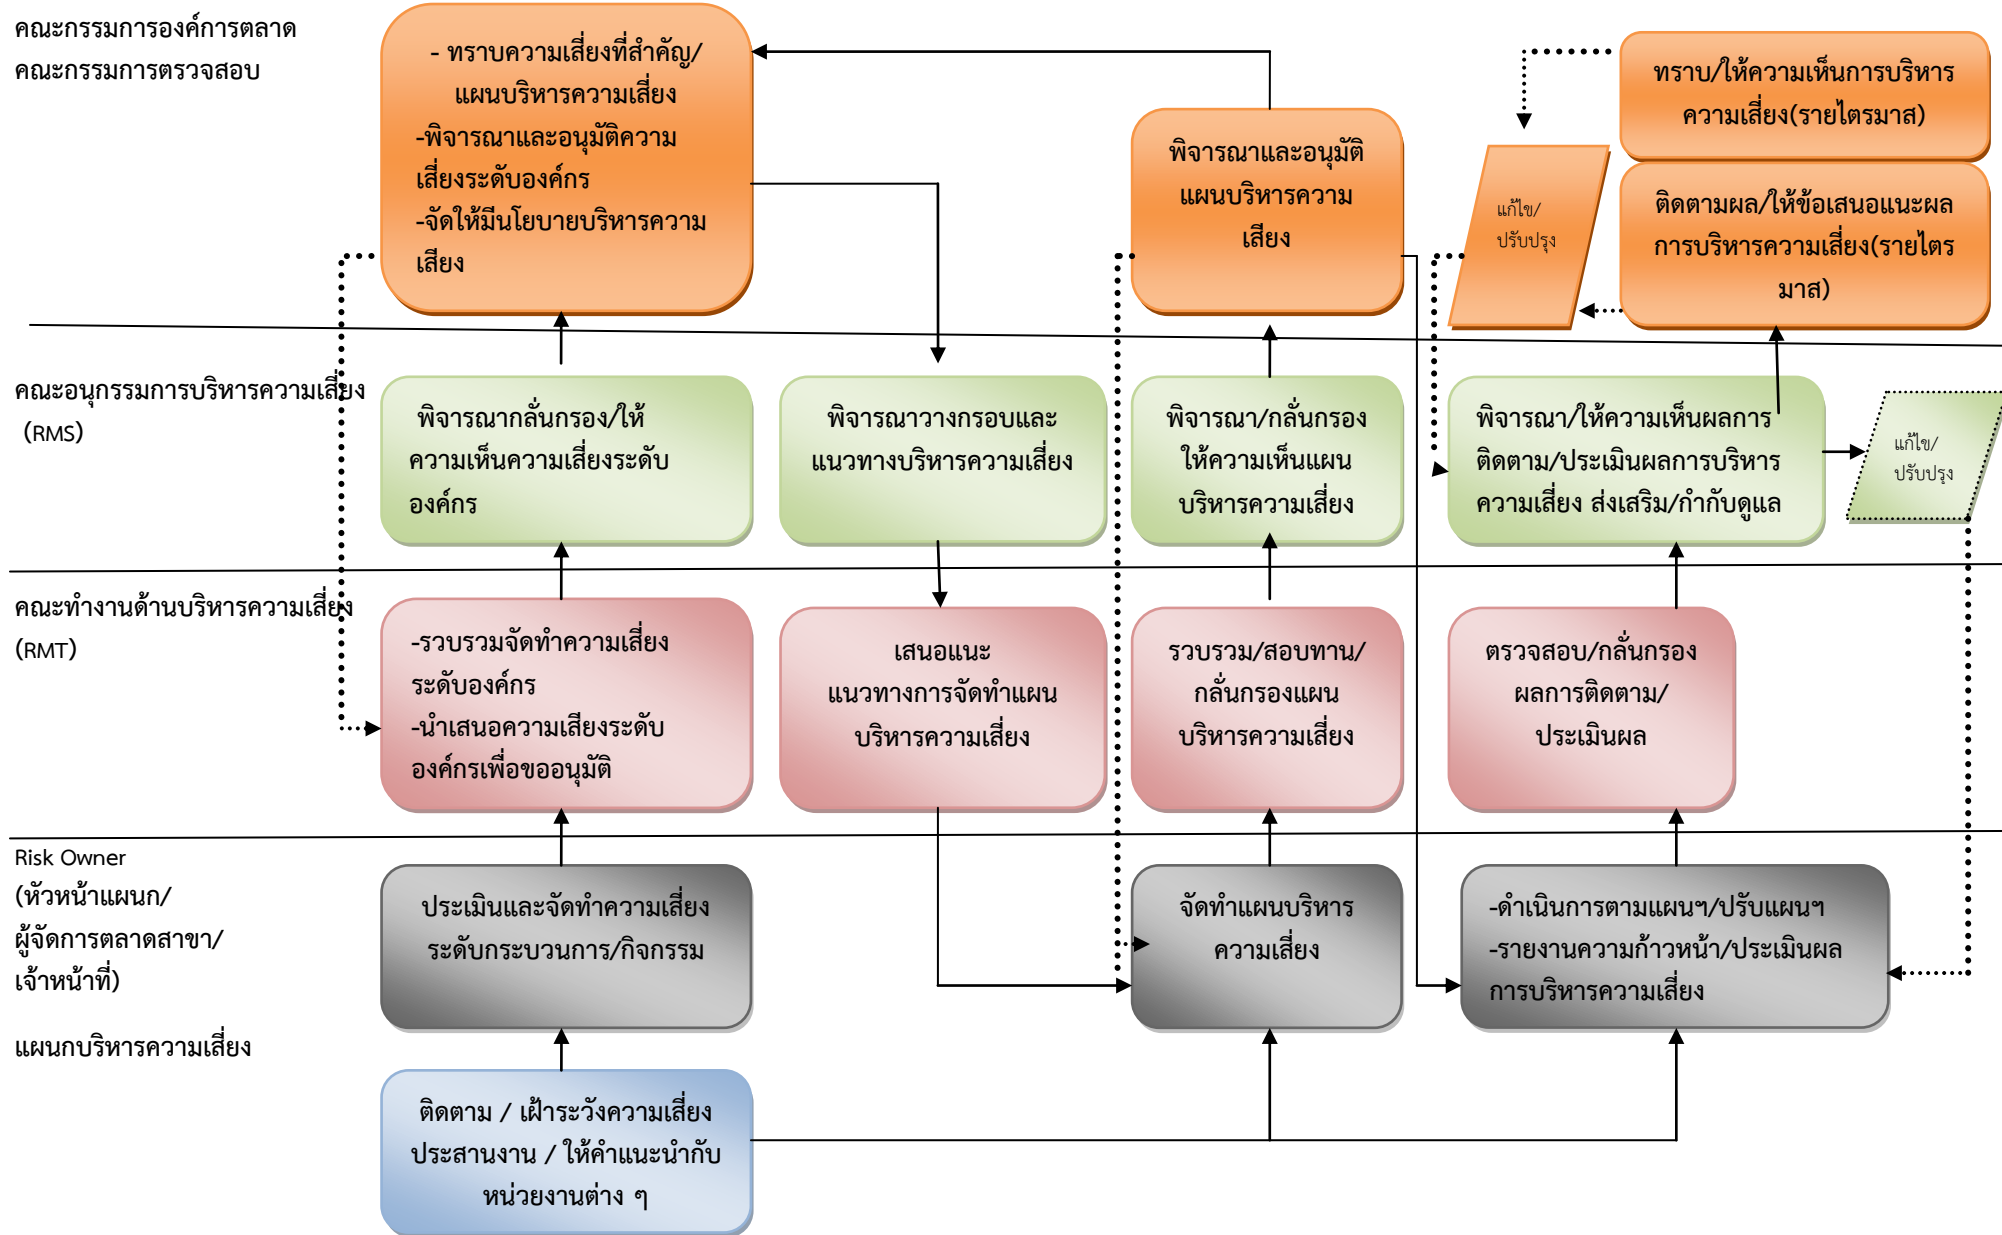 คณะกรรมการองค์การตลาด
คณะกรรมการตรวจสอบ
- ทราบความเสี่ยงที่สำคัญ/
แผนบริหารความเสี่ยง
-พิจารณาและอนุมัติความ
เสี่ยงระดับองค์กร
-จัดให้มีนโยบายบริหารความ
เสียง
พิจารณาและอนุมัติ
แผนบริหารความ
เสี่ยง
แก้ไข/
ปรับปรุง
ทราบ/ให้ความเห็นการบริหาร
ความเสี่ยง(รายไตรมาส)
ติดตามผล/ให้ข้อเสนอแนะผล
การบริหารความเสี่ยง(รายไตร
มาส)
คณะอนุกรรมการบริหารความเสี่ยง
(RMS)
พิจารณากลั่นกรอง/ให้
ความเห็นความเสี่ยงระดับ
องค์กร
พิจารณาวางกรอบและ
แนวทางบริหารความเสี่ยง
พิจารณา/กลั่นกรอง
ให้ความเห็นแผน
บริหารความเสี่ยง
พิจารณา/ให้ความเห็นผลการ
ติดตาม/ประเมินผลการบริหาร
ความเสี่ยง ส่งเสริม/กำกับดูแล
แก้ไข/
ปรับปรุง
คณะทำงานด้านบริหารความเสี่ยง
(RMT)
-รวบรวมจัดทำความเสี่ยง
ระดับองค์กร
-นำเสนอความเสียงระดับ
องค์กรเพื่อขออนุมัติ
เสนอแนะ
แนวทางการจัดทำแผน
บริหารความเสี่ยง
รวบรวม/สอบทาน/
กลั่นกรองแผน
บริหารความเสี่ยง
ตรวจสอบ/กลั่นกรอง
ผลการติดตาม/
ประเมินผล
Risk Owner
(หัวหน้าแผนก/
ผู้จัดการตลาดสาขา/
เจ้าหน้าที่)
ประเมินและจัดทำความเสี่ยง
ระดับกระบวนการ/กิจกรรม
จัดทำแผนบริหาร
ความเสี่ยง
-ดำเนินการตามแผนฯ/ปรับแผนฯ
-รายงานความก้าวหน้า/ประเมินผล
การบริหารความเสี่ยง
แผนกบริหารความเสี่ยง
ติดตาม / เฝ้าระวังความเสี่ยง
ประสานงาน / ให้คำแนะนำกับ
หน่วยงานต่าง ๆ